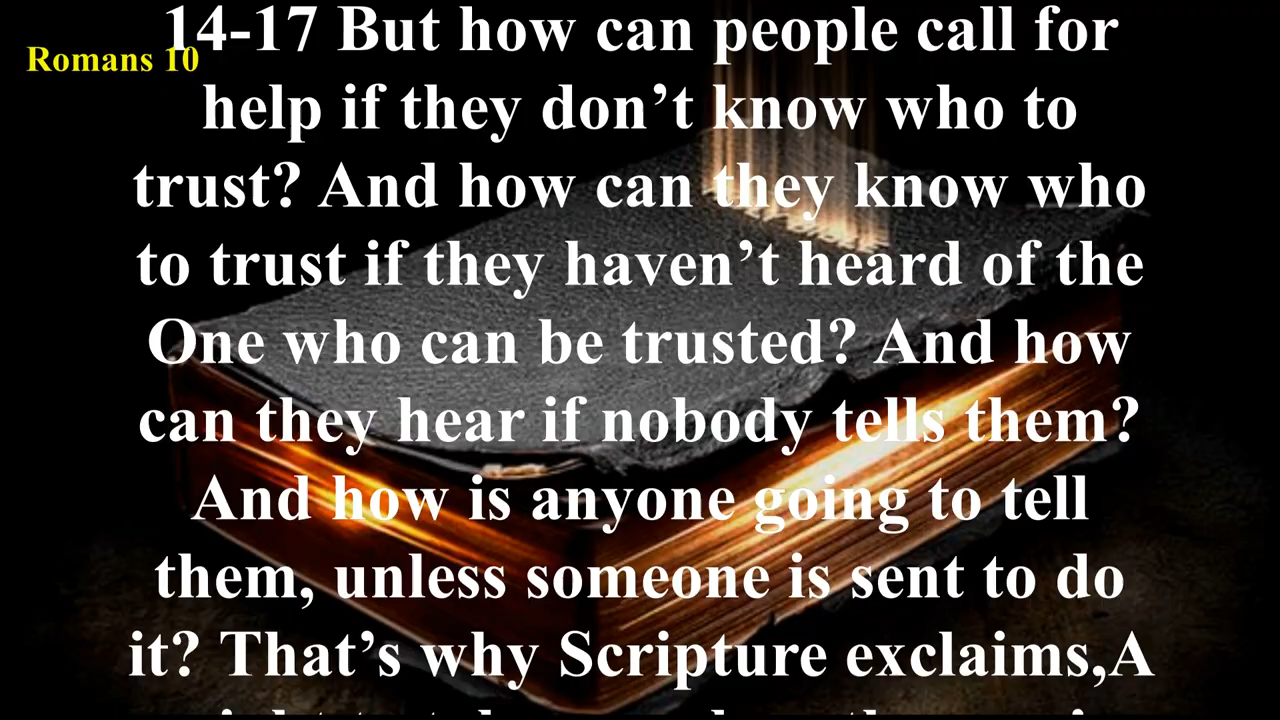 Romans 10
14-17 But how can people call for
help if they don’t know who to
trust? And how can they know who
to trust if they haven’t heard of the
One who can be trusted? And how
can they hear if nobody tells them?
And how is anyone going to tell
them, unless someone is sent to do
it? That’s why Scripture exclaims,A